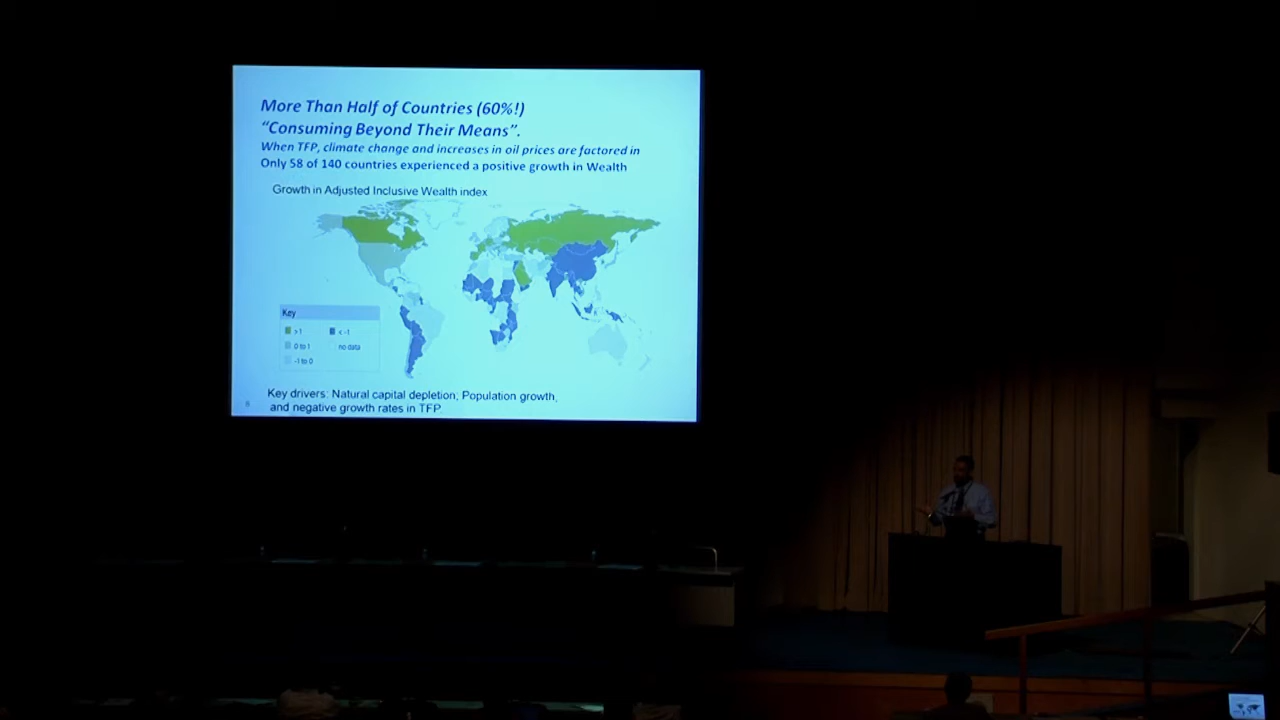 More Than Half of Countries (60%!)
“Consuming Beyond Their Means”.
When TFP, climate change and increases in oil prices are factored in
Only 58 of 140 countries experienced a positive growth in Wealth
Growth in Adjusted Inclusive Wealth index
Key
>1 < -1
0 to 1 no data
-1 to 0
Key drivers: Natural capital depletion; Population growth,
and negative growth rates in TFP.